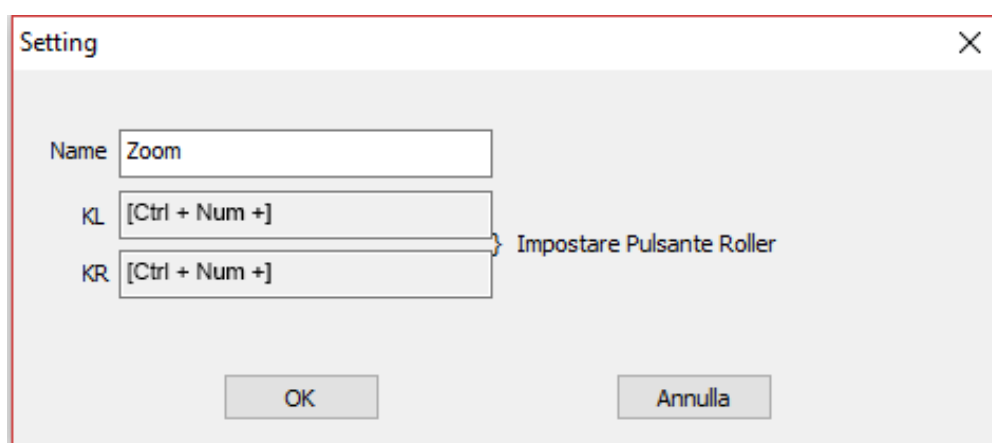 Setting
Name Zoom
KL [Ctrl + Num +]
} Impostare Pulsante Roller
KR [Ctrl + Num +]
OK Annulla